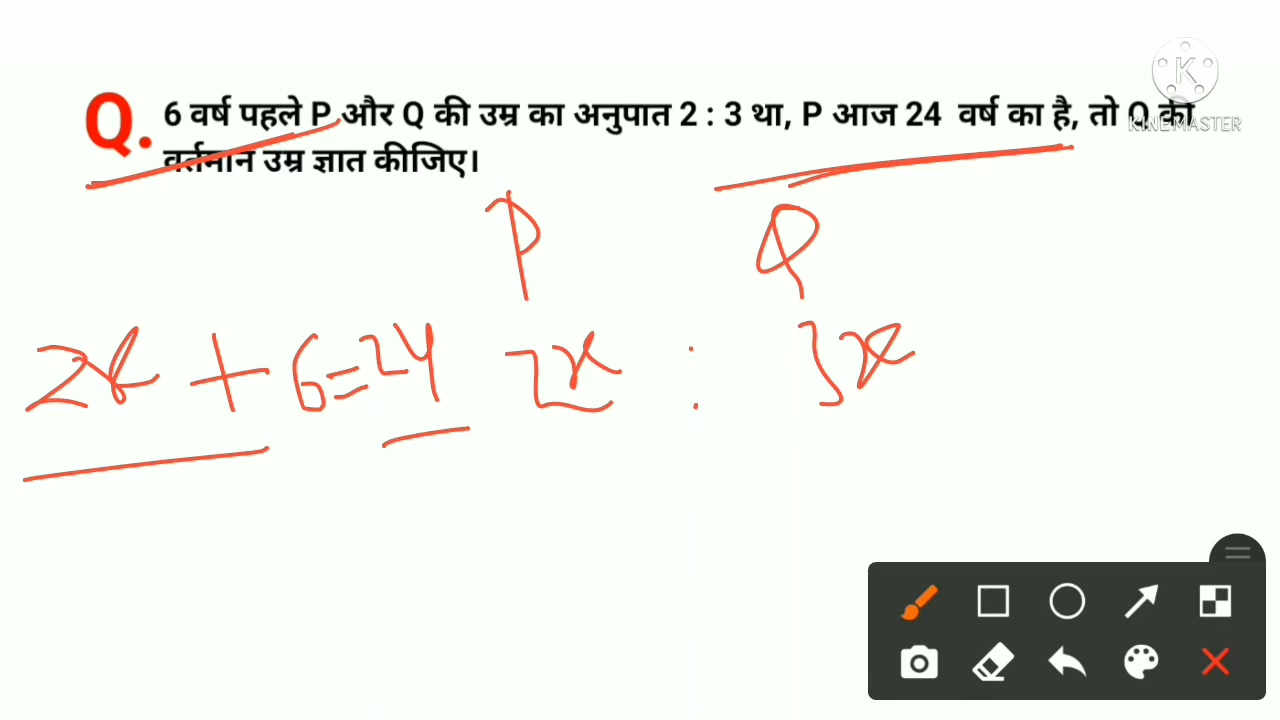 Q. 6 वर्ष पहले P और Q की उम्र का अनुपात 2 : 3 था, P आज 24 वर्ष का है, तो Q की
वर्तमान उम्र ज्ञात कीजिए।
K
KINEMASTER
P Q
2x + 6 = 24 2x : 3x